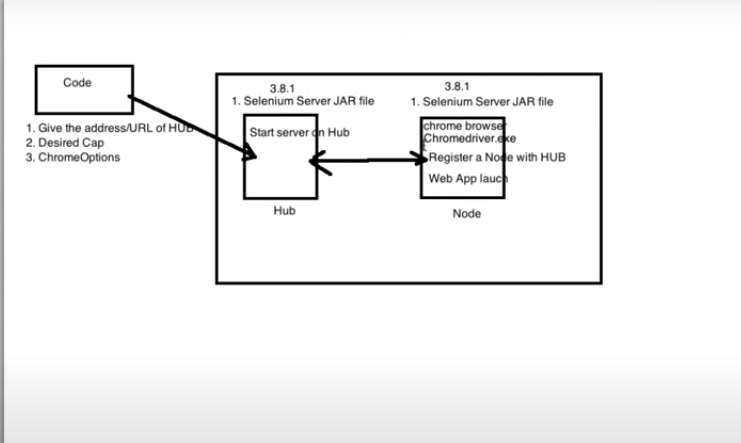 Code
1. Give the address/URL of HUB
2. Desired Cap
3. ChromeOptions
3.8.1
1. Selenium Server JAR file
Start server on Hub
Hub
3.8.1
1. Selenium Server JAR file
chrome browser
Chromedriver.exe
Register a Node with HUB
Web App lauch
Node